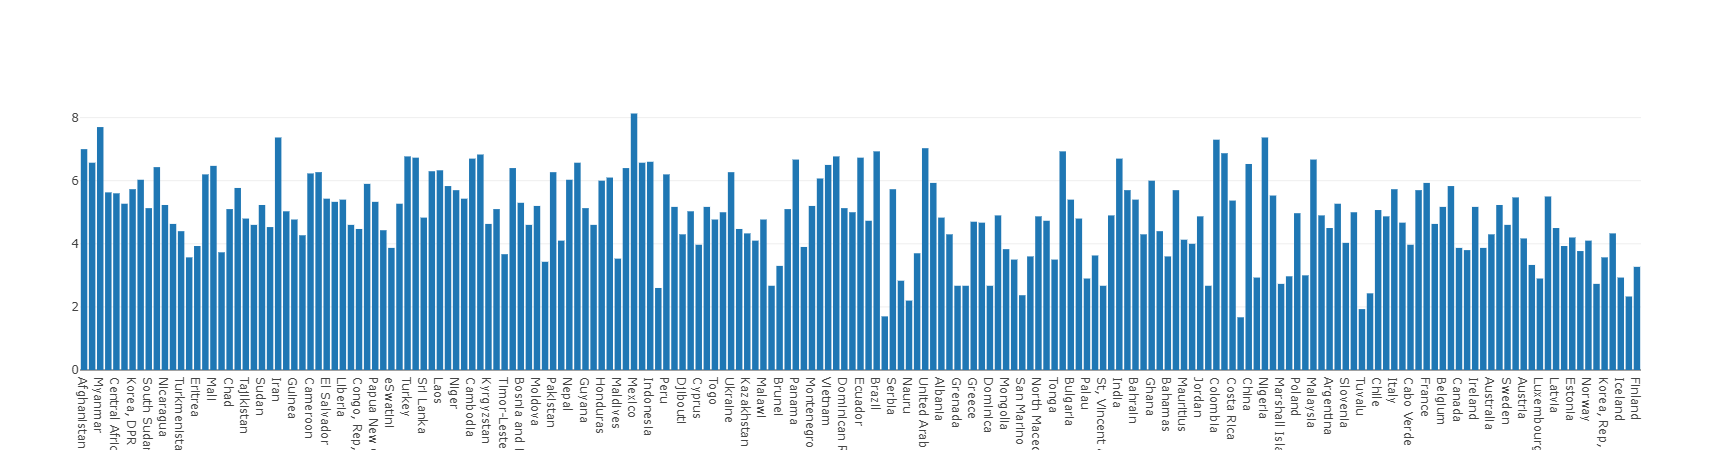 8
6
4
2
0
Afghanistan
Myanmar
Central Afric
Korea, DPR
South Sudan
Nicaragua
Turkmenista
Eritrea
Mali
Chad
Tajikistan
Sudan
Iran
Guinea
Cameroon
El Salvador
Liberia
Congo, Rep,
Papua New
eSwatini
Turkey
Sri Lanka
Laos
Niger
Cambodia
Kyrgyzstan
Timor-Leste
Bosnia and
Moldova
Pakistan
Nepal
Guyana
Honduras
Maldives
Mexico
Indonesia
Peru
Djibouti
Cyprus
Togo
Ukraine
Kazakhstan
Malawi
Brunei
Panama
Montenegro
Vietnam
Dominican R
Ecuador
Brazil
Serbia
Nauru
United Arab
Albania
Grenada
Greece
Dominica
Mongolia
San Marino
North Maced
Tonga
Bulgaria
Palau
St, Vincent
India
Bahrain
Ghana
Bahamas
Mauritius
Jordan
Colombia
Costa Rica
China
Nigeria
Marshall Isla
Poland
Malaysia
Argentina
Slovenia
Tuvalu
Chile
Italy
Cabo Verde
France
Belgium
Canada
Ireland
Australia
Sweden
Austria
Luxembourg
Latvia
Estonia
Norway
Korea, Rep,
Iceland
Finland